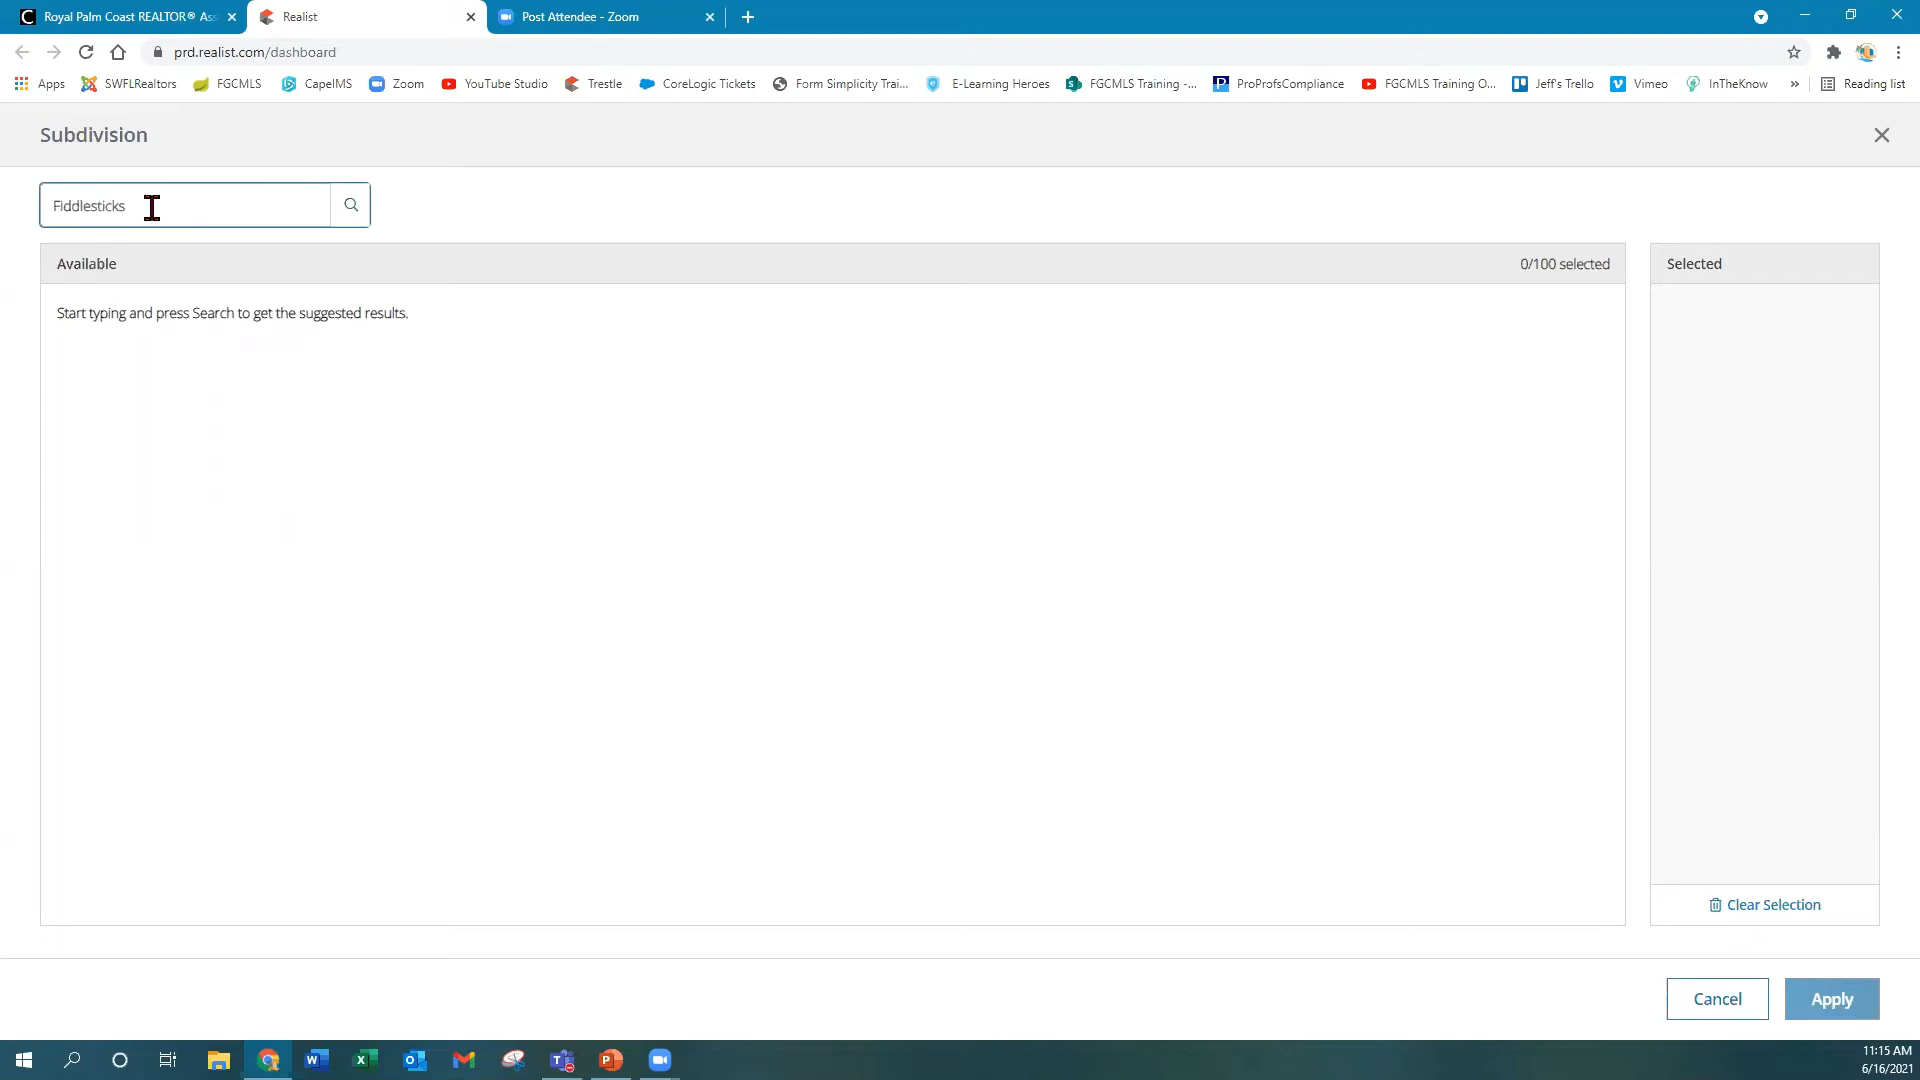 Royal Palm Coast REALTOR® Ass
Realist
Post Attendee - Zoom
prd.realist.com/dashboard
Apps
SWFLRealtors
FGCMLS
CapeIMS
Zoom
YouTube Studio
Trestle
CoreLogic Tickets
Form Simplicity Trai...
E-Learning Heroes
FGCMLS Training -...
ProProfsCompliance
FGCMLS Training O...
Jeff's Trello
Vimeo
InTheKnow
»
Reading list
Subdivision
Fiddlesticks
Available
0/100 selected
Selected
Start typing and press Search to get the suggested results.
Clear Selection
Cancel
Apply
11:15 AM
6/16/2021